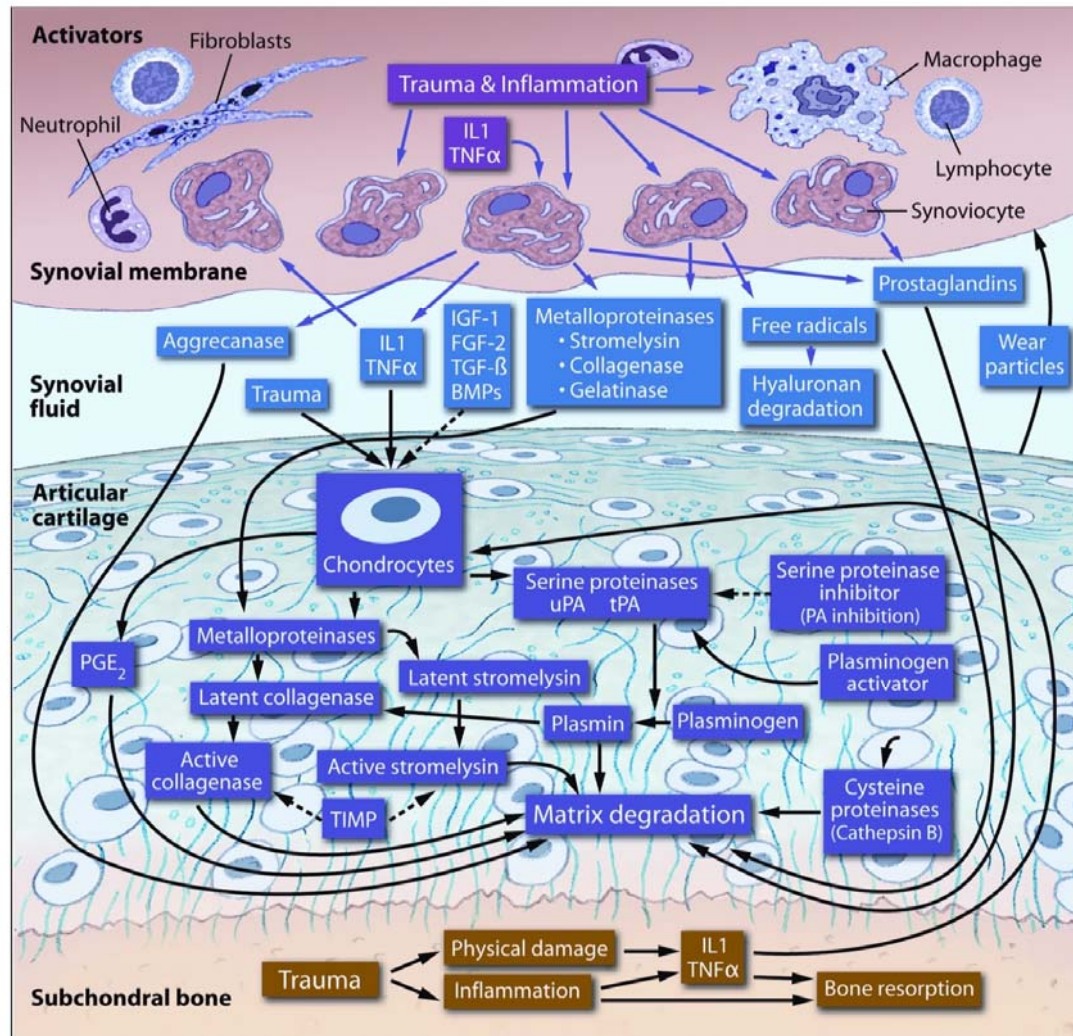 Activators
Fibroblasts
Neutrophil
Trauma & Inflammation
IL1
TNFα
Macrophage
Lymphocyte
Synoviocyte
Synovial membrane
Prostaglandins
Aggrecanase
IL1
TNFα
IGF-1
FGF-2
TGF-ß
BMPs
Metalloproteinases
• Stromelysin
• Collagenase
• Gelatinase
Free radicals
Hyaluronan
degradation
Wear
particles
Synovial
fluid
Trauma
Articular
cartilage
Chondrocytes
Serine proteinases
uPA tPA
Serine proteinase
inhibitor
(PA inhibition)
Metalloproteinases
PGE2
Latent collagenase
Latent stromelysin
Plasminogen
activator
Plasmin
Plasminogen
Active
collagenase
Active stromelysin
TIMP
Matrix degradation
Cysteine
proteinases
(Cathepsin B)
Subchondral bone
Trauma
Physical damage
Inflammation
IL1
TNFα
Bone resorption